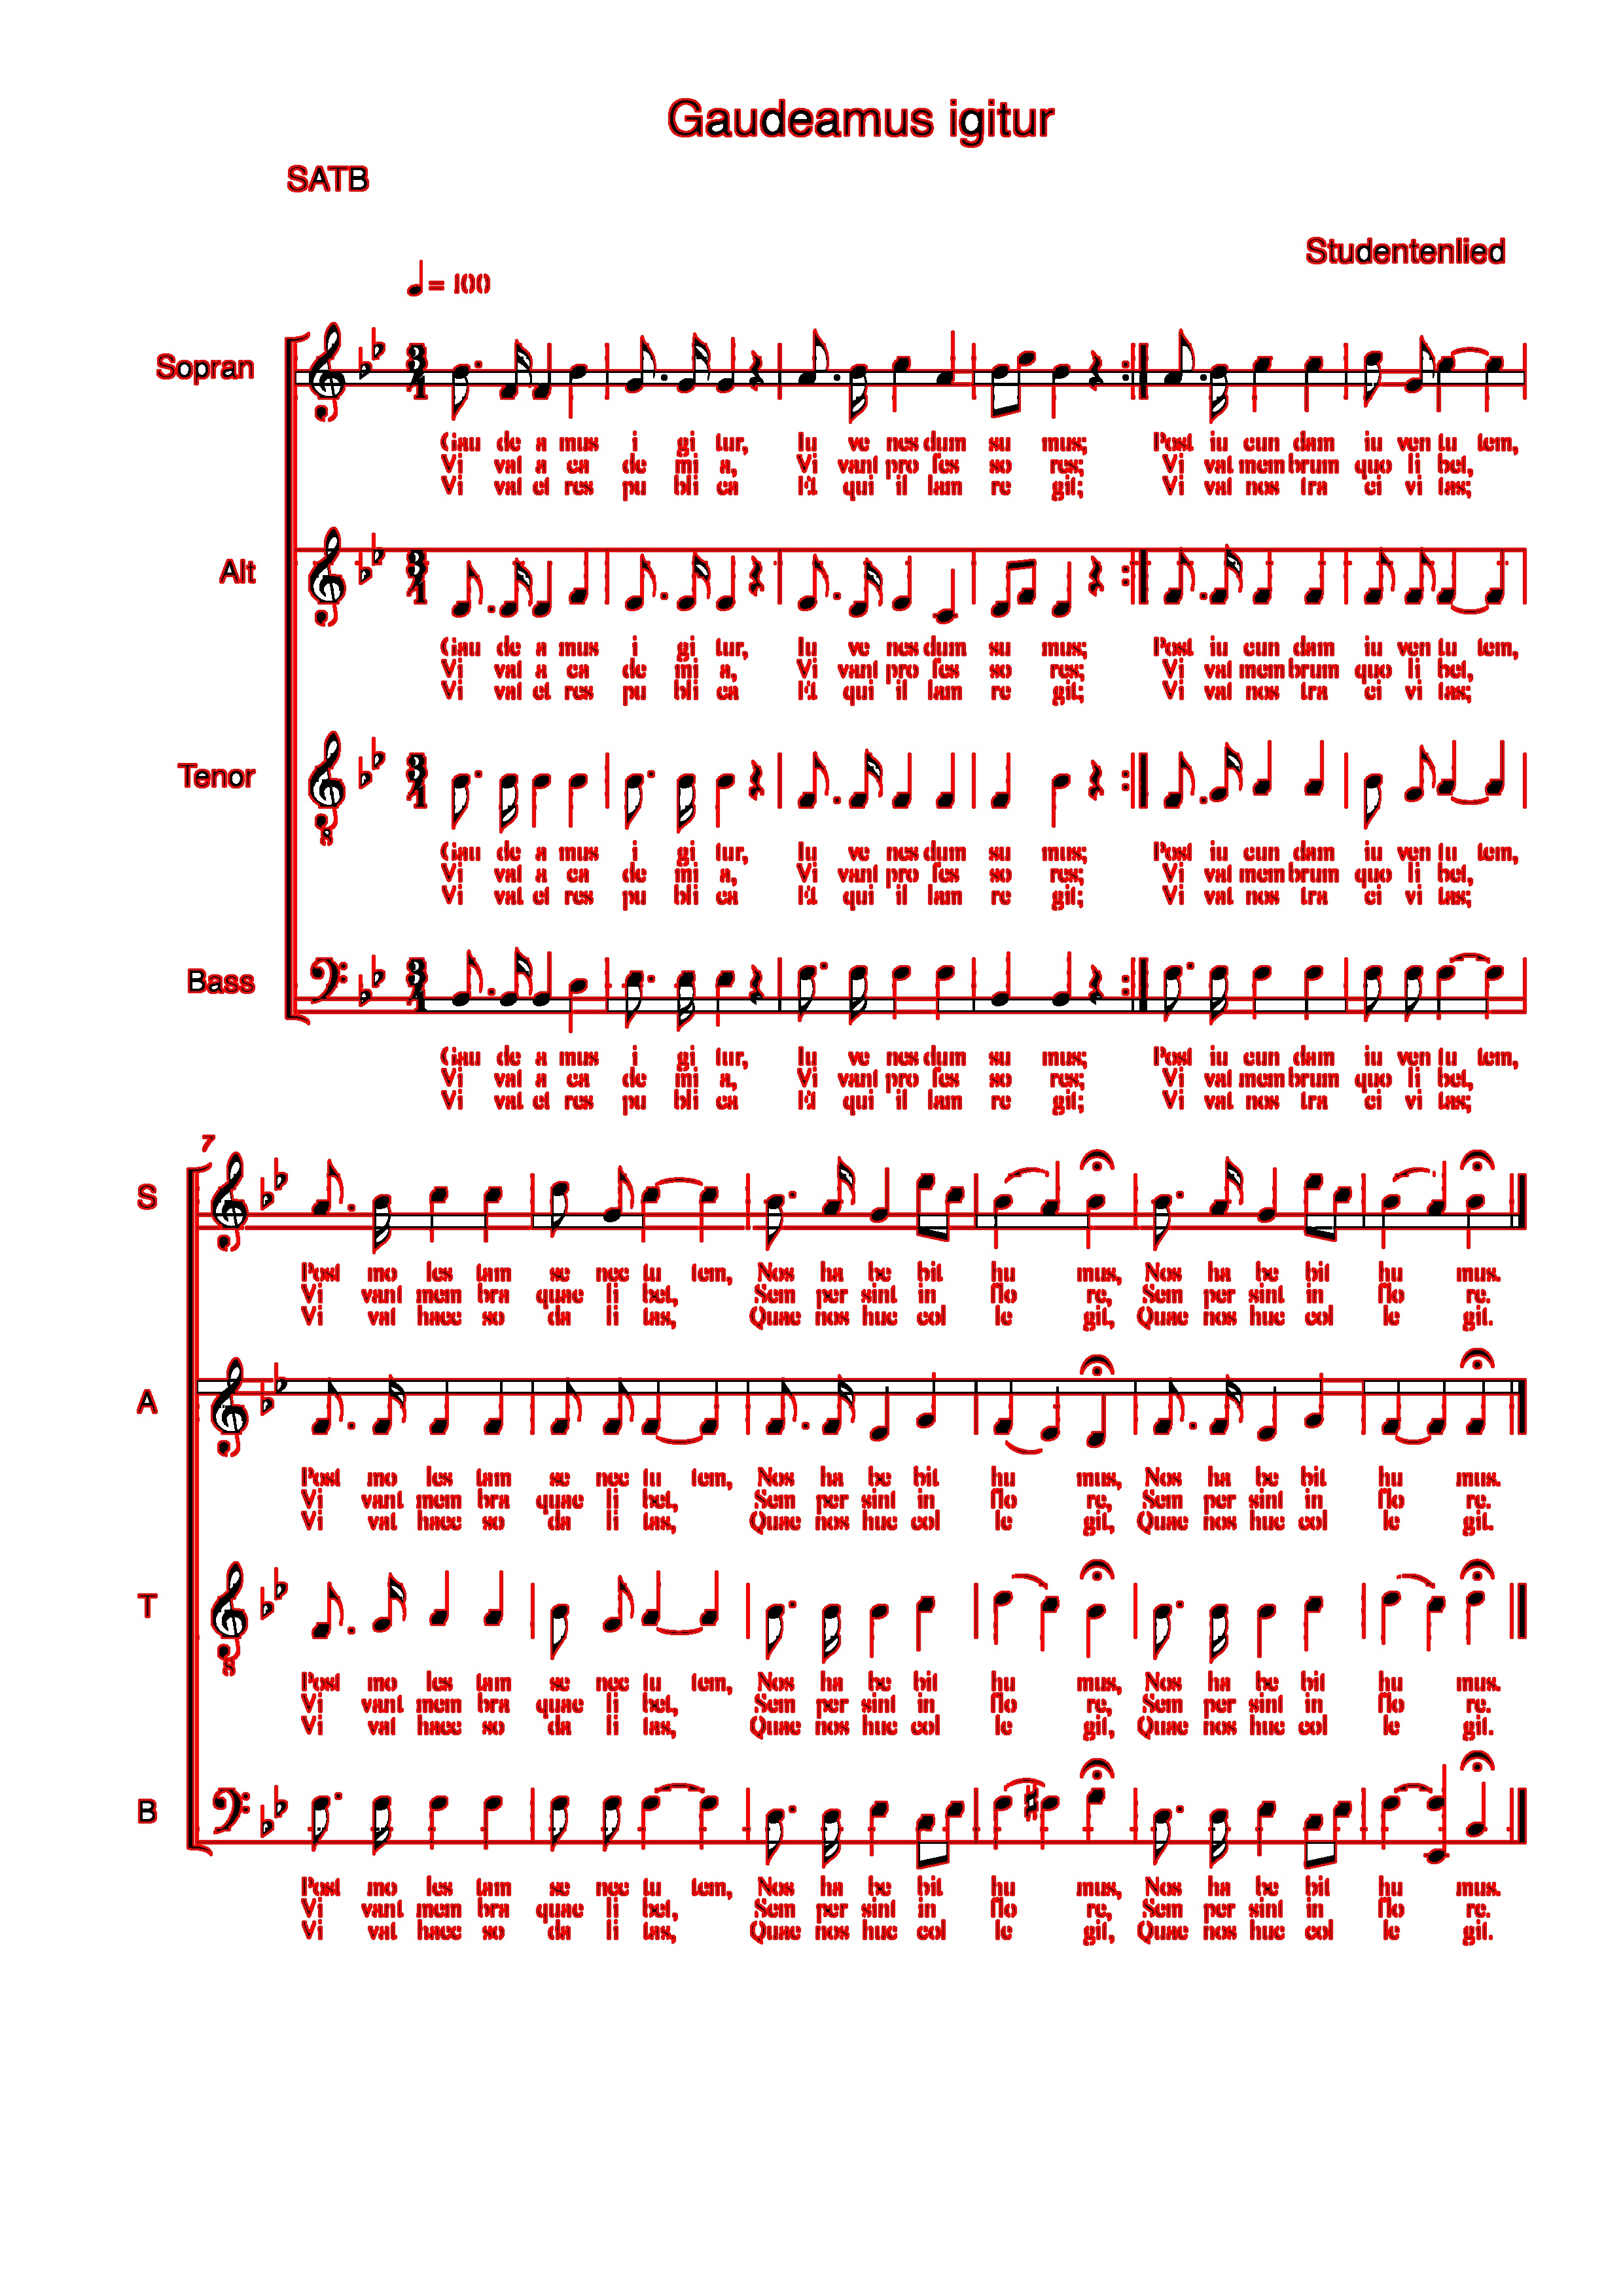 Gaudeamus igitur
SATB
Studentenlied
= 100
Sopran
Gau de a mus i gi tur, Iu ve nes dum su mus; Post iu cun dam iu ven tu tem,
Vi vat a ca de mi a, Vi vant pro fes so res; Vi vat mem brum quo li bet,
Vi vat et res pu bli ca Et qui il lam re git; Vi vat nos tra ci vi tas;
Alt
Gau de a mus i gi tur, Iu ve nes dum su mus; Post iu cun dam iu ven tu tem,
Vi vat a ca de mi a, Vi vant pro fes so res; Vi vat mem brum quo li bet,
Vi vat et res pu bli ca Et qui il lam re git; Vi vat nos tra ci vi tas;
Tenor
8
Gau de a mus i gi tur, Iu ve nes dum su mus; Post iu cun dam iu ven tu tem,
Vi vat a ca de mi a, Vi vant pro fes so res; Vi vat mem brum quo li bet,
Vi vat et res pu bli ca Et qui il lam re git; Vi vat nos tra ci vi tas;
Bass
Gau de a mus i gi tur, Iu ve nes dum su mus; Post iu cun dam iu ven tu tem,
Vi vat a ca de mi a, Vi vant pro fes so res; Vi vat mem brum quo li bet,
Vi vat et res pu bli ca Et qui il lam re git; Vi vat nos tra ci vi tas;
7
S
Post mo les tam se nec tu tem, Nos ha be bit hu mus, Nos ha be bit hu mus.
Vi vant mem bra quae li bet, Sem per sint in flo re, Sem per sint in flo re.
Vi vat haec so da li tas, Quae nos huc col le git, Quae nos huc col le git.
A
Post mo les tam se nec tu tem, Nos ha be bit hu mus, Nos ha be bit hu mus.
Vi vant mem bra quae li bet, Sem per sint in flo re, Sem per sint in flo re.
Vi vat haec so da li tas, Quae nos huc col le git, Quae nos huc col le git.
T
8
Post mo les tam se nec tu tem, Nos ha be bit hu mus, Nos ha be bit hu mus.
Vi vant mem bra quae li bet, Sem per sint in flo re, Sem per sint in flo re.
Vi vat haec so da li tas, Quae nos huc col le git, Quae nos huc col le git.
B
Post mo les tam se nec tu tem, Nos ha be bit hu mus, Nos ha be bit hu mus.
Vi vant mem bra quae li bet, Sem per sint in flo re, Sem per sint in flo re.
Vi vat haec so da li tas, Quae nos huc col le git, Quae nos huc col le git.